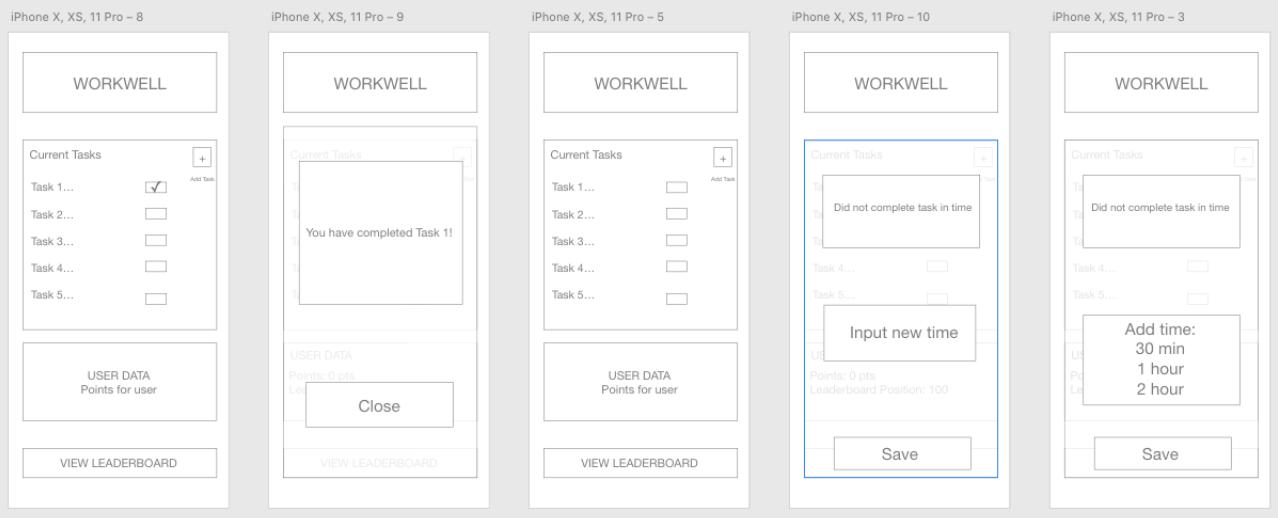 iPhone X, XS, 11 Pro – 8
WORKWELL
Current Tasks
+
Add Task
Task 1...
✓
Task 2...
Task 3...
Task 4...
Task 5...
USER DATA
Points for user
VIEW LEADERBOARD
iPhone X, XS, 11 Pro – 9
WORKWELL
Current Tasks
+
You have completed Task 1!
USER DATA
Points: 0 pts
Close
VIEW LEADERBOARD
iPhone X, XS, 11 Pro – 5
WORKWELL
Current Tasks
+
Add Task
Task 1...
Task 2...
Task 3...
Task 4...
Task 5...
USER DATA
Points for user
VIEW LEADERBOARD
iPhone X, XS, 11 Pro – 10
WORKWELL
Current Tasks
+
Task
Did not complete task in time
Task 4...
Task 5...
Input new time
Points: 0 pts
Leaderboard Position: 100
Save
iPhone X, XS, 11 Pro – 3
WORKWELL
Current Tasks
+
Task
Did not complete task in time
Task 4...
Task 5...
Add time:
30 min
1 hour
2 hour
Save